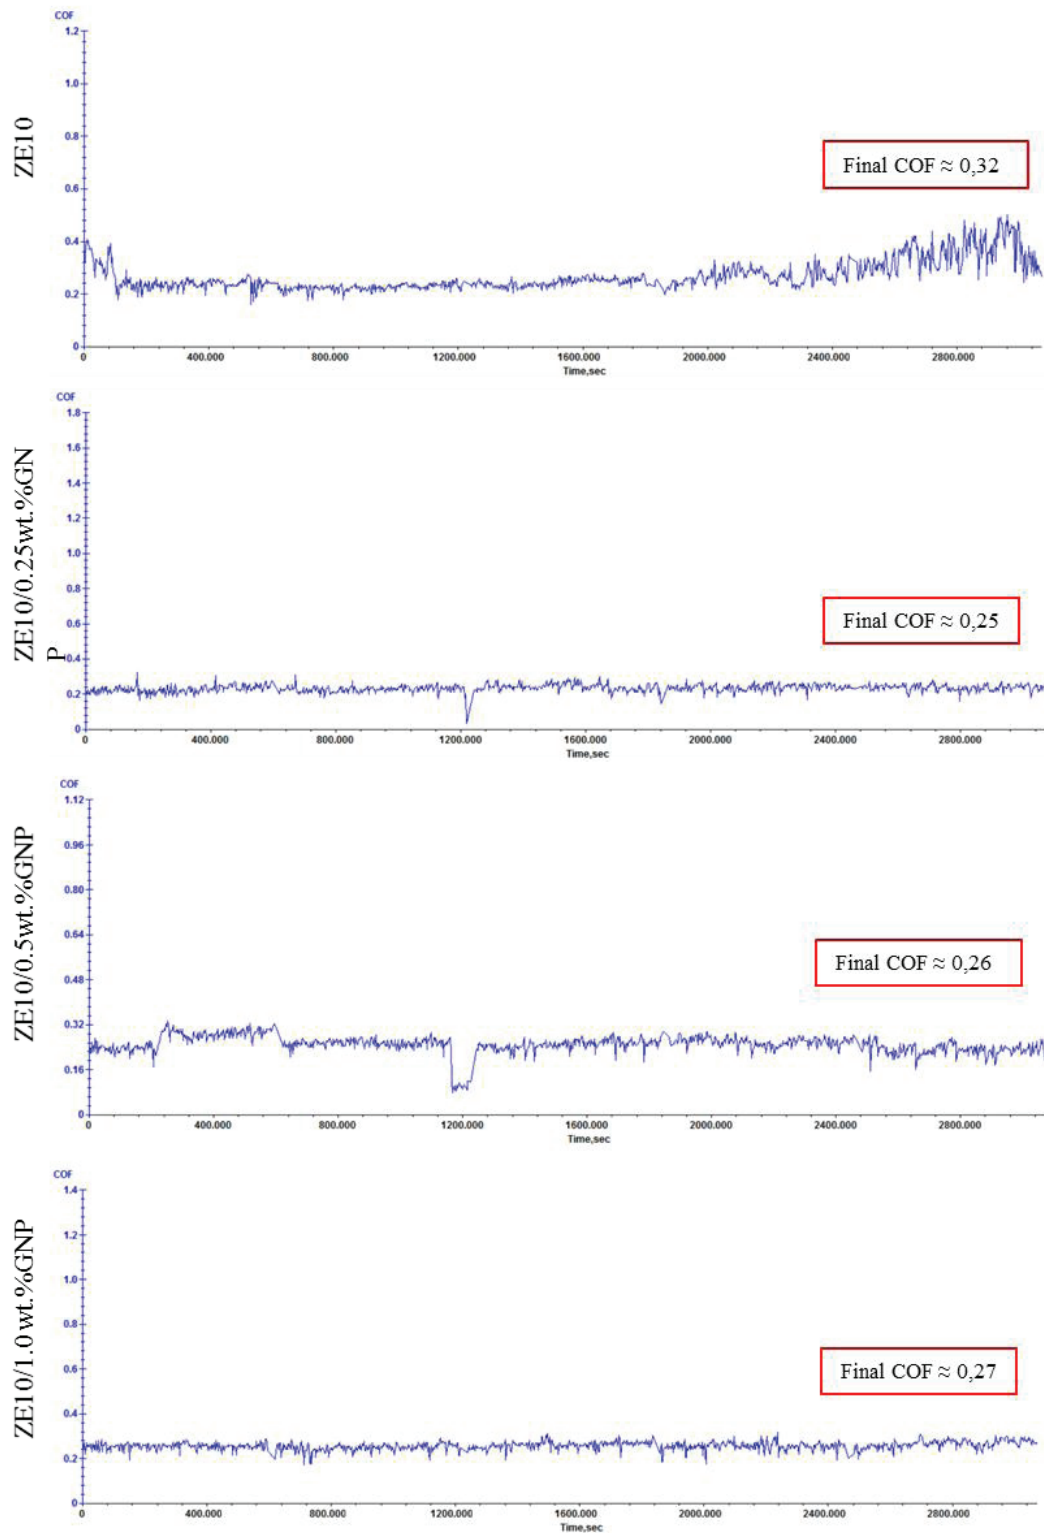 COF
1.2
1.0
0.8
0.6
0.4
0.2
0
ZE10
Final COF ≈ 0,32
0 400.000 800.000 1200.000 1600.000 2000.000 2400.000 2800.000
Time,sec
COF
1.8
1.6
1.4
1.2
1.0
0.8
0.6
0.4
0.2
0
ZE10/0.25wt.%GN
P
Final COF ≈ 0,25
0 400.000 800.000 1200.000 1600.000 2000.000 2400.000 2800.000
Time,sec
COF
1.12
0.96
0.80
0.64
0.48
0.32
0.16
0
ZE10/0.5wt.%GNP
Final COF ≈ 0,26
0 400.000 800.000 1200.000 1600.000 2000.000 2400.000 2800.000
Time,sec
COF
1.4
1.2
1.0
0.8
0.6
0.4
0.2
0
ZE10/1.0 wt.%GNP
Final COF ≈ 0,27
0 400.000 800.000 1200.000 1600.000 2000.000 2400.000 2800.000
Time,sec